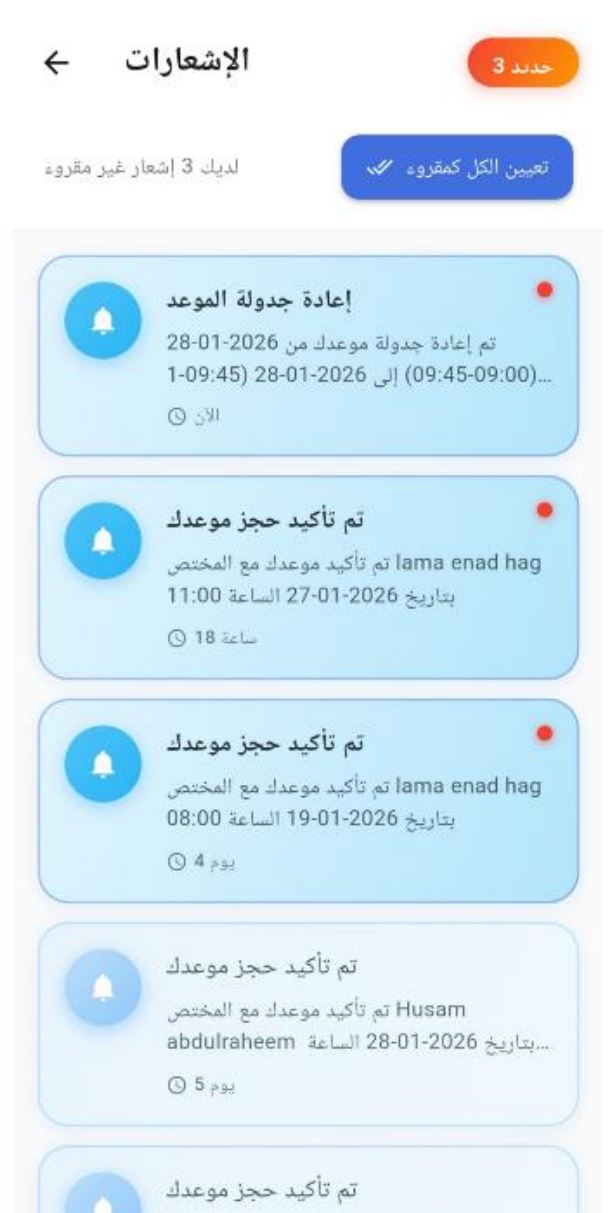 الإشعارات
جديد 3
لديك 3 إشعار غير مقروء
تعيين الكل كمقروء
إعادة جدولة الموعد
تم إعادة جدولة موعدك من 2026-01-28
(09:00-09:45) إلى 2026-01-28 (09:45-1...
الآن
تم تأكيد حجز موعدك
تم تأكيد موعدك مع المختص lama enad hag
بتاريخ 2026-01-27 الساعة 11:00
18 ساعة
تم تأكيد حجز موعدك
تم تأكيد موعدك مع المختص lama enad hag
بتاريخ 2026-01-19 الساعة 08:00
4 يوم
تم تأكيد حجز موعدك
تم تأكيد موعدك مع المختص Husam
abdulraheem بتاريخ 2026-01-28 الساعة...
5 يوم
تم تأكيد حجز موعدك